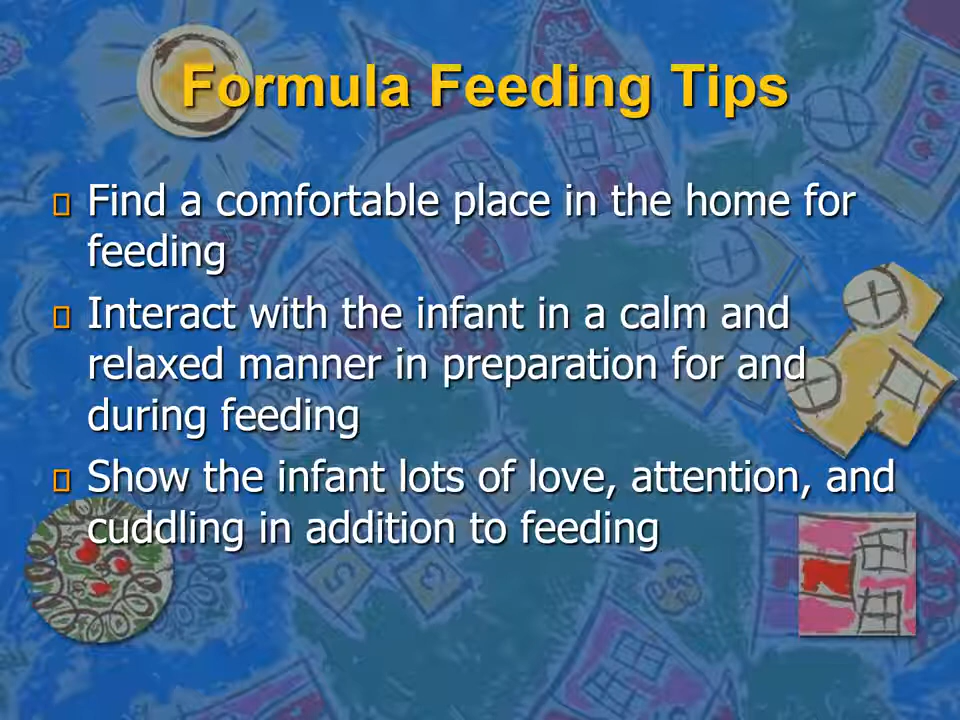 Formula Feeding Tips
Find a comfortable place in the home for
feeding
Interact with the infant in a calm and
relaxed manner in preparation for and
during feeding
Show the infant lots of love, attention, and
cuddling in addition to feeding